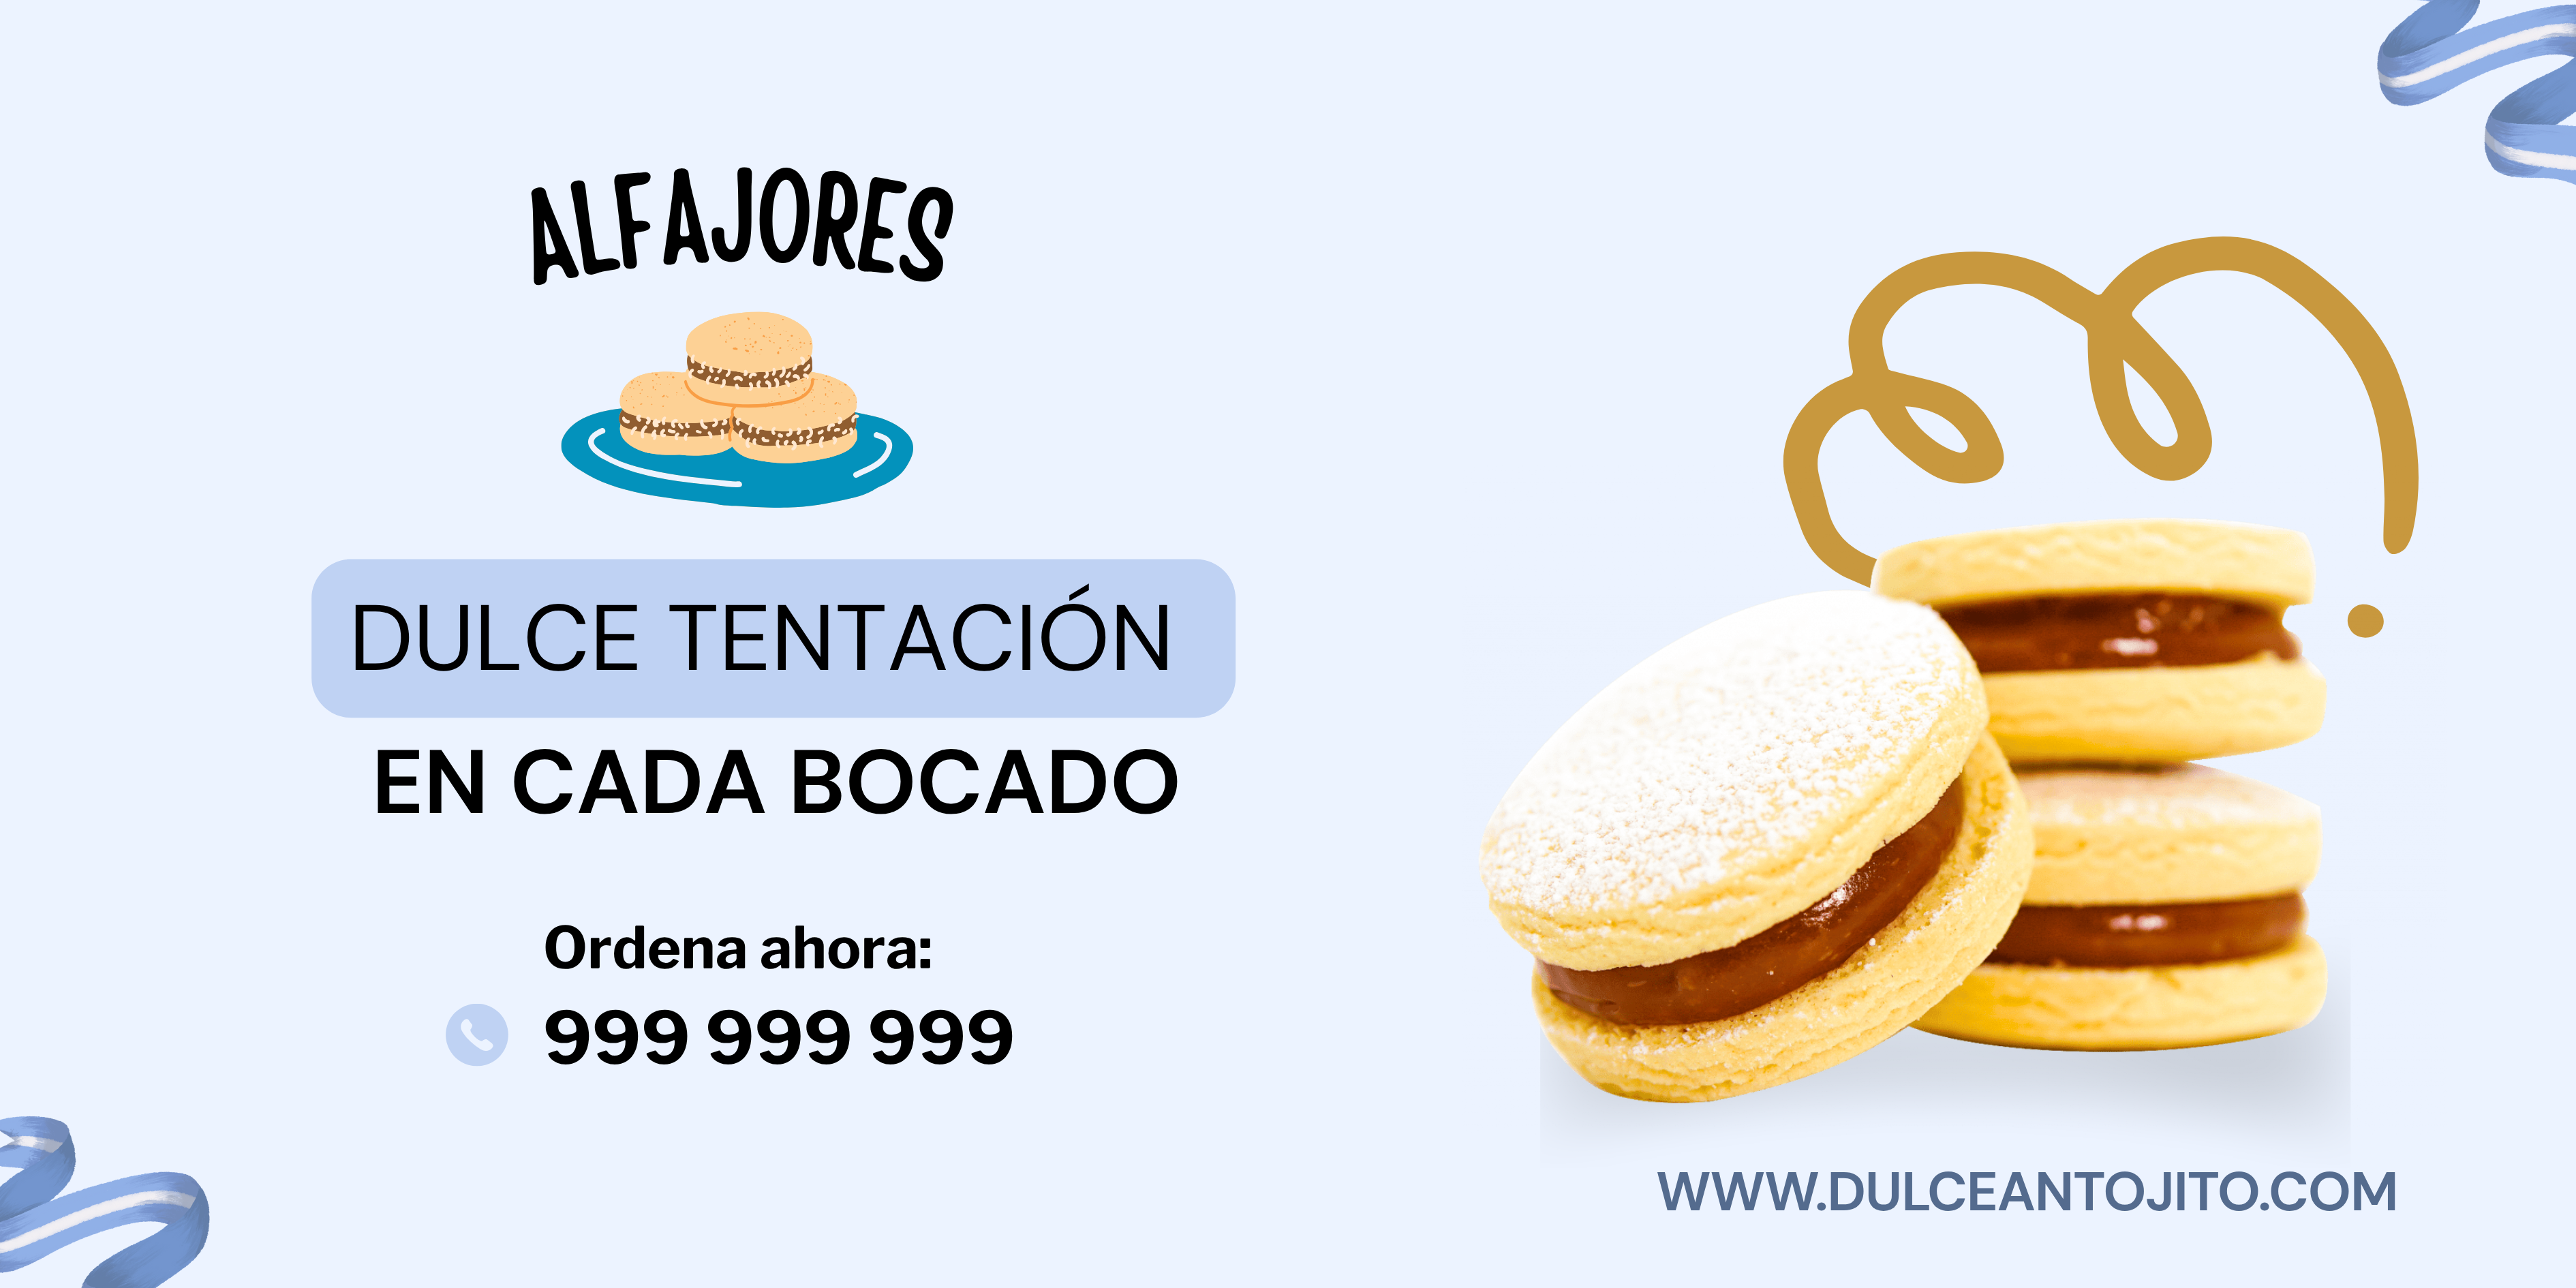 ALFAJORES
DULCE TENTACIÓN
EN CADA BOCADO
Ordena ahora:
999 999 999
WWW.DULCEANTOJITO.COM